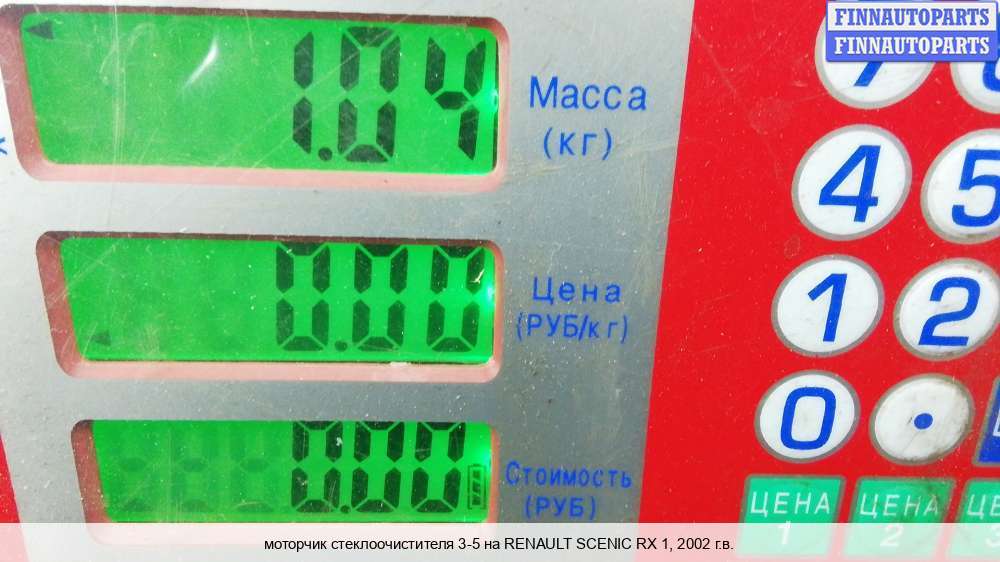 FINNAUTOPARTS
FINNAUTOPARTS
1.04
Масса
(кг)
4 5
0.00
Цена
(РУБ/кг)
1 2
0.00
Стоимость
(РУБ)
0 .
ЦЕНА ЦЕНА
1 2 3
моторчик стеклоочистителя 3-5 на RENAULT SCENIC RX 1, 2002 г.в.